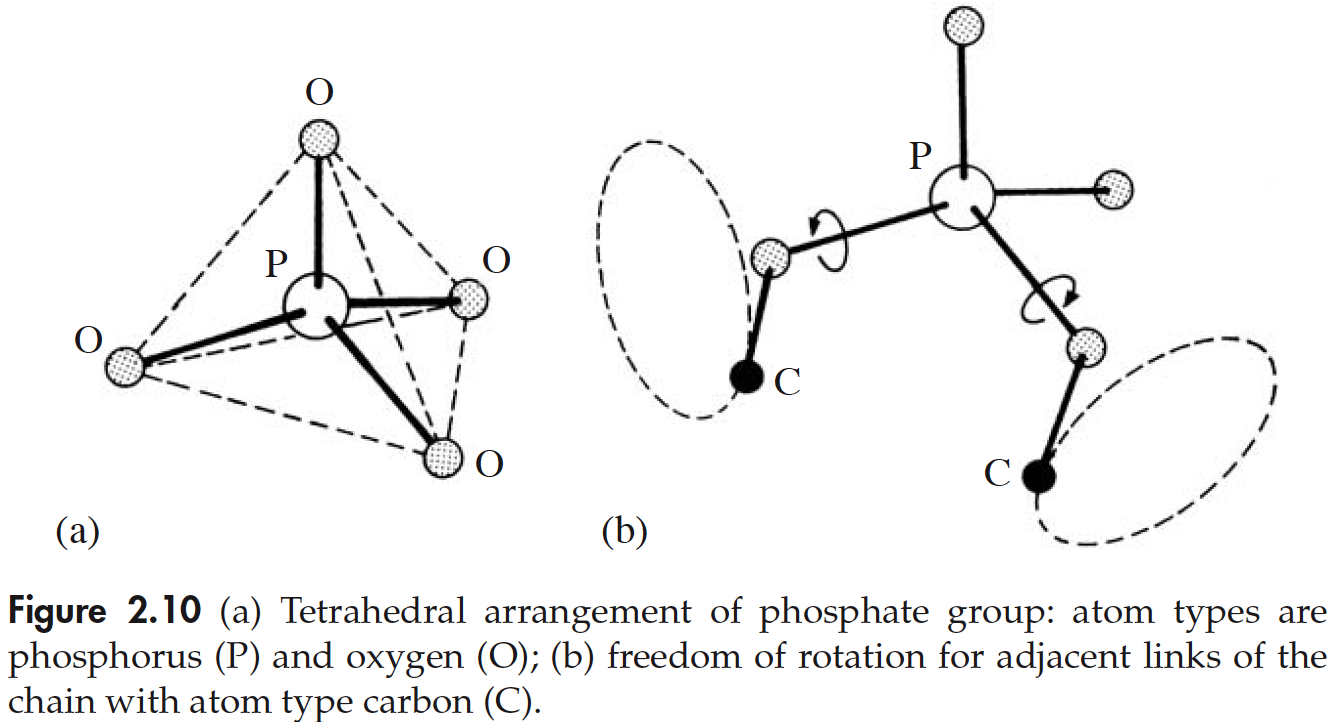 O
P
O
P
O
O
C
C
(a)
(b)
Figure 2.10 (a) Tetrahedral arrangement of phosphate group: atom types are
phosphorus (P) and oxygen (O); (b) freedom of rotation for adjacent links of the
chain with atom type carbon (C).